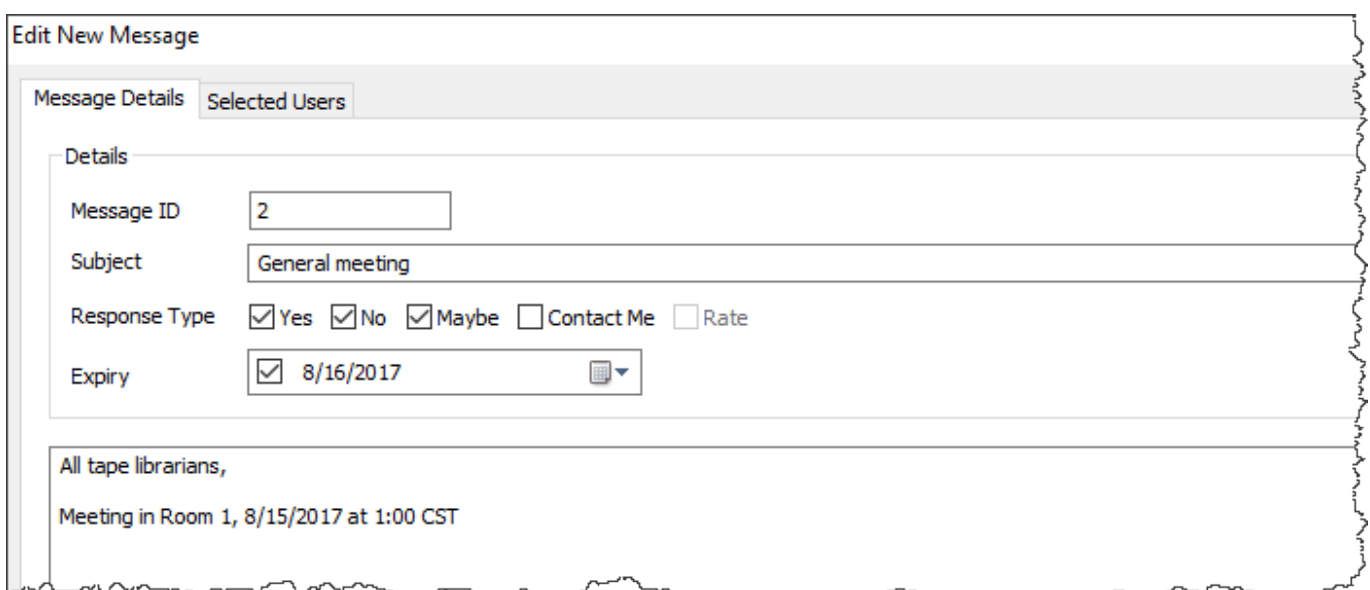 Edit New Message
Message Details Selected Users
Details
Message ID 2
Subject General meeting
Response Type Yes No Maybe Contact Me Rate
Expiry 8/16/2017
All tape librarians,
Meeting in Room 1, 8/15/2017 at 1:00 CST